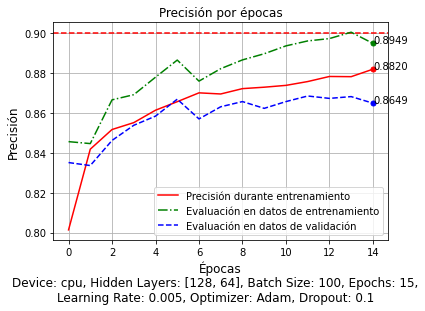 Precisión por épocas
Precisión
0.90
0.88
0.86
0.84
0.82
0.80
0.8949
0.8820
0.8649
Precisión durante entrenamiento
Evaluación en datos de entrenamiento
Evaluación en datos de validación
0 2 4 6 8 10 12 14
Épocas
Device: cpu, Hidden Layers: [128, 64], Batch Size: 100, Epochs: 15,
Learning Rate: 0.005, Optimizer: Adam, Dropout: 0.1